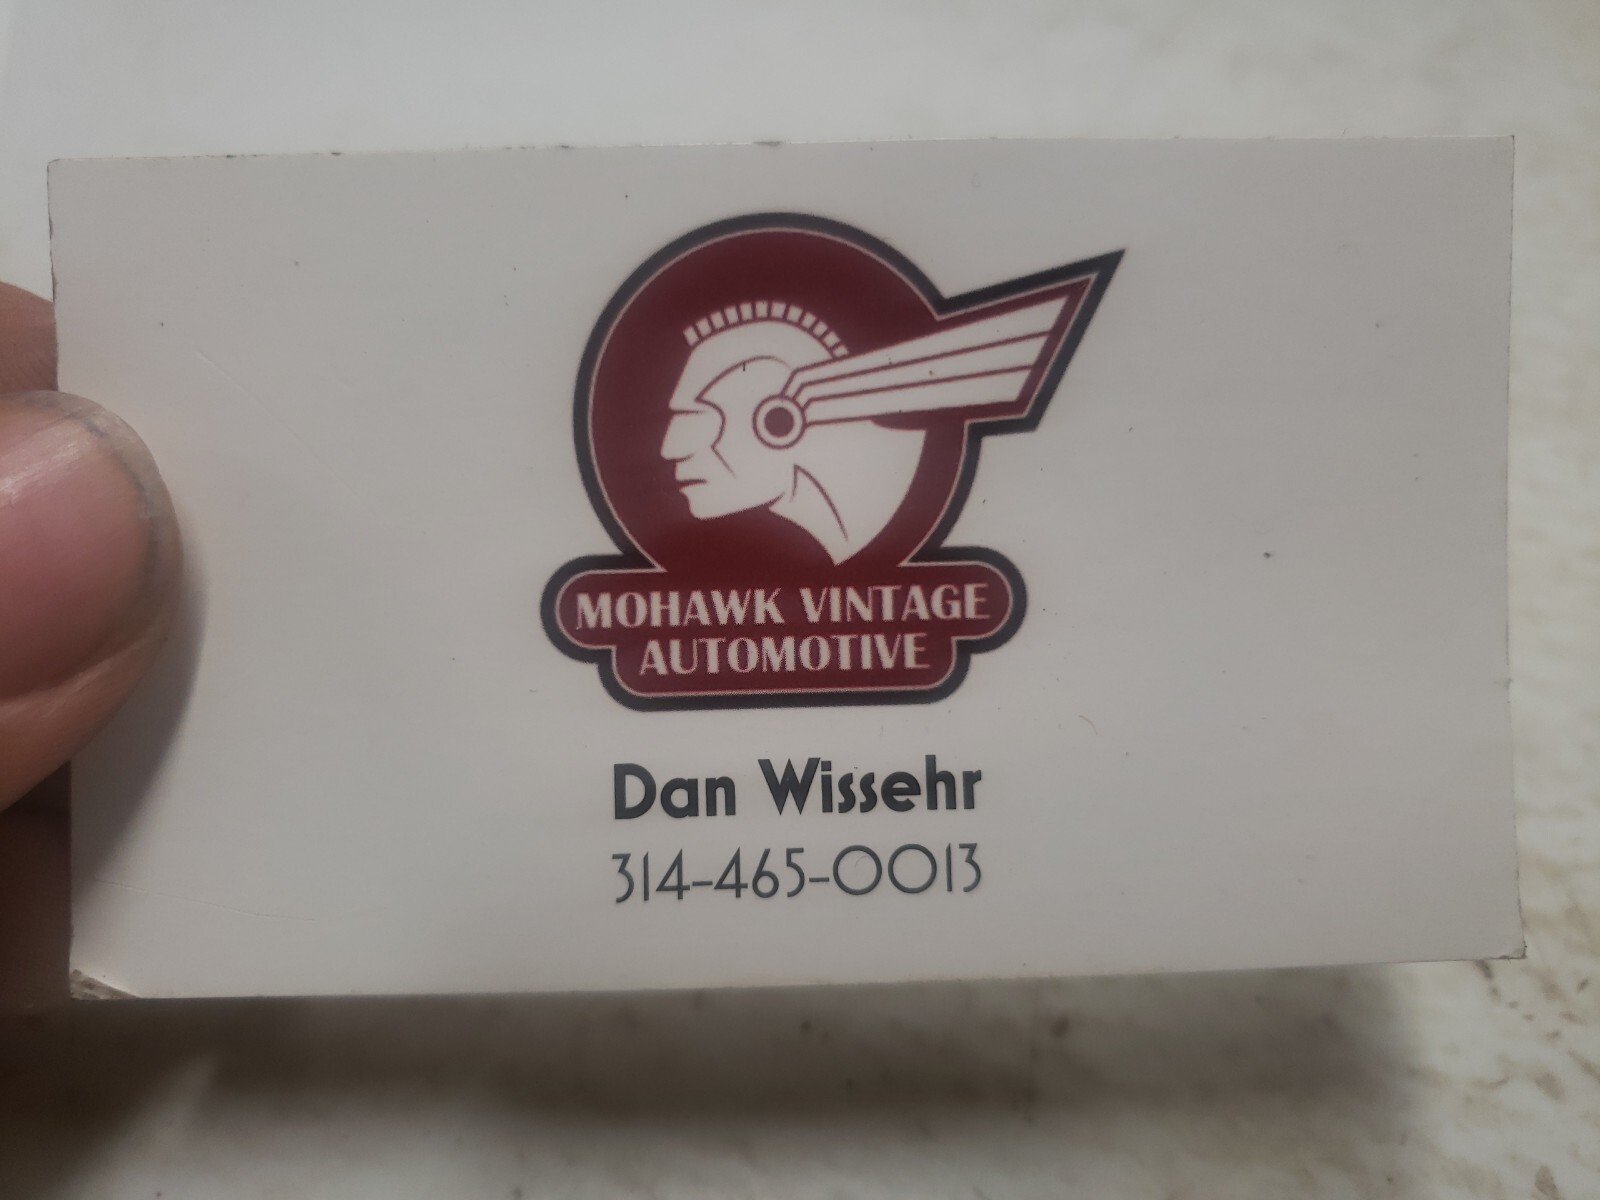 MOHAWK VINTAGE
AUTOMOTIVE
Dan Wissehr
314-465-0013